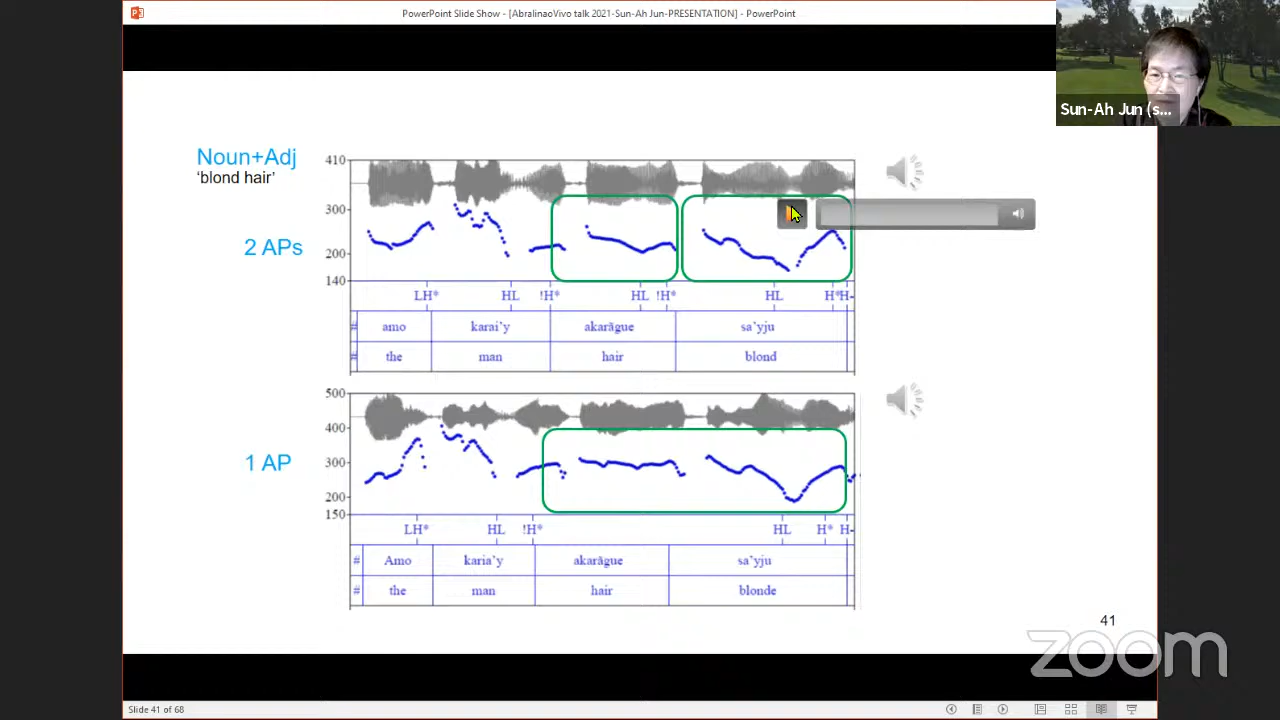 PowerPoint Slide Show - [AbralinaoVivo talk 2021-Sun-Ah Jun-PRESENTATION] - PowerPoint
Sun-Ah Jun (s...
Noun+Adj
'blond hair'
2 APs
410
300
200
140
LH* HL !H* HL !H* HL H*H-
# amo karai'y akarãgue sa'yju
# the man hair blond
1 AP
500
400
300
200
150
LH* HL !H* HL H* H-
# Amo karia'y akarãgue sa'yju
# the man hair blonde
41
zoom
Slide 41 of 68